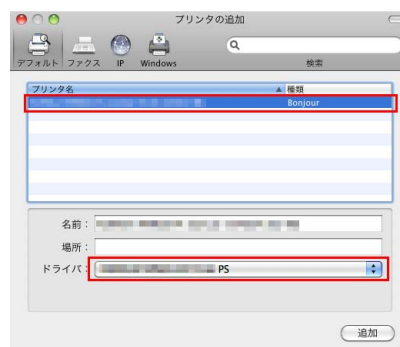 プリンタの追加
デフォルト ファクス IP Windows 検索
プリンタ名 種類
Bonjour
名前：
場所：
ドライバ： PS
追加